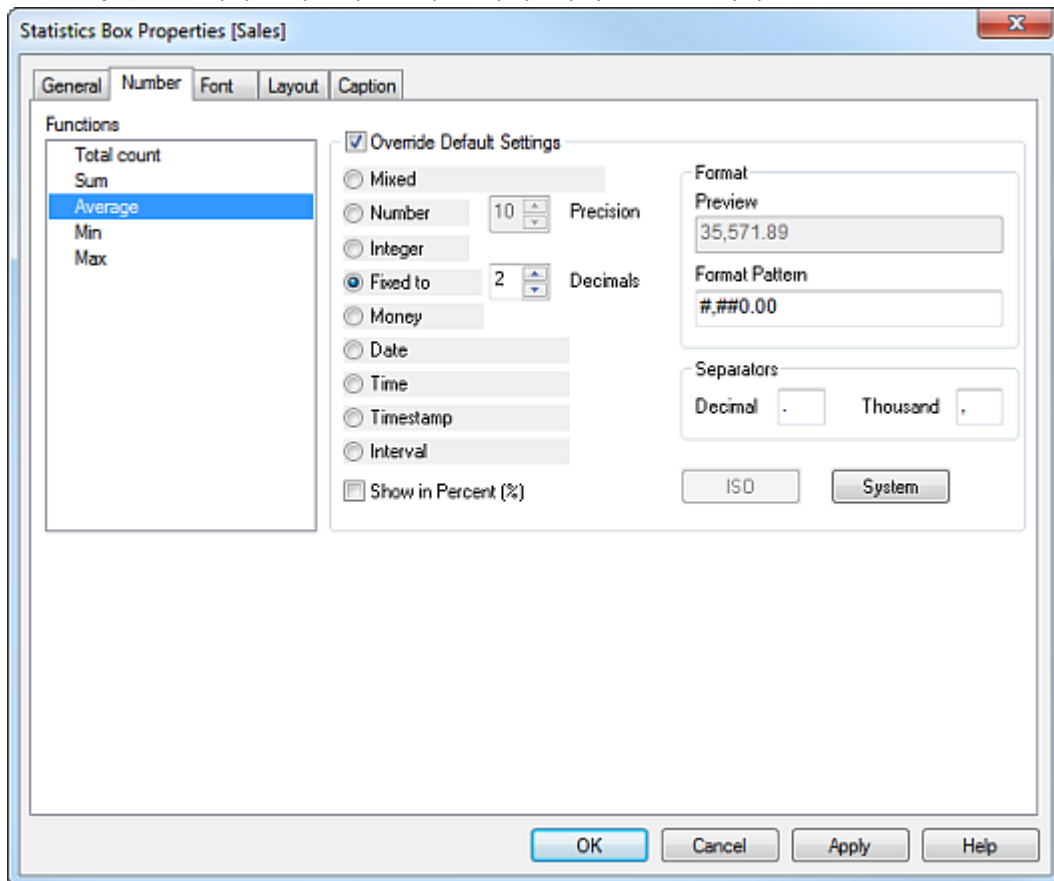 Statistics Box Properties [Sales]
General Number Font Layout Caption
Functions
Total count
Sum
Average
Min
Max
Override Default Settings
Mixed
Number 10 Precision
Integer
Fixed to 2 Decimals
Money
Date
Time
Timestamp
Interval
Show in Percent (%)
Format
Preview
35,571.89
Format Pattern
#,##0.00
Separators
Decimal . Thousand ,
ISO System
OK Cancel Apply Help